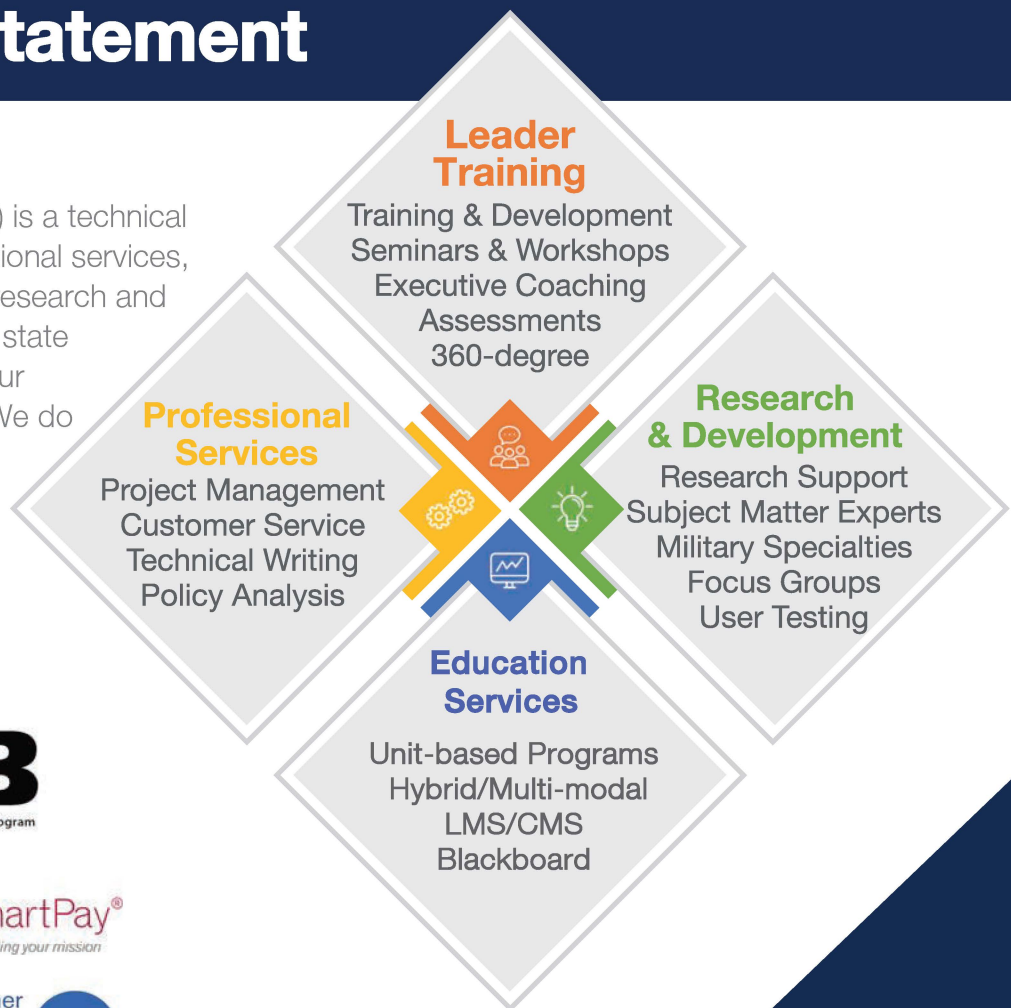 tatement
) is a technical
ional services,
esearch and
state
ur
We do
Leader
Training
Training & Development
Seminars & Workshops
Executive Coaching
Assessments
360-degree
Professional
Services
Project Management
Customer Service
Technical Writing
Policy Analysis
Research
& Development
Research Support
Subject Matter Experts
Military Specialties
Focus Groups
User Testing
Education
Services
Unit-based Programs
Hybrid/Multi-modal
LMS/CMS
Blackboard
B
ogram
artPay®
ing your mission
er